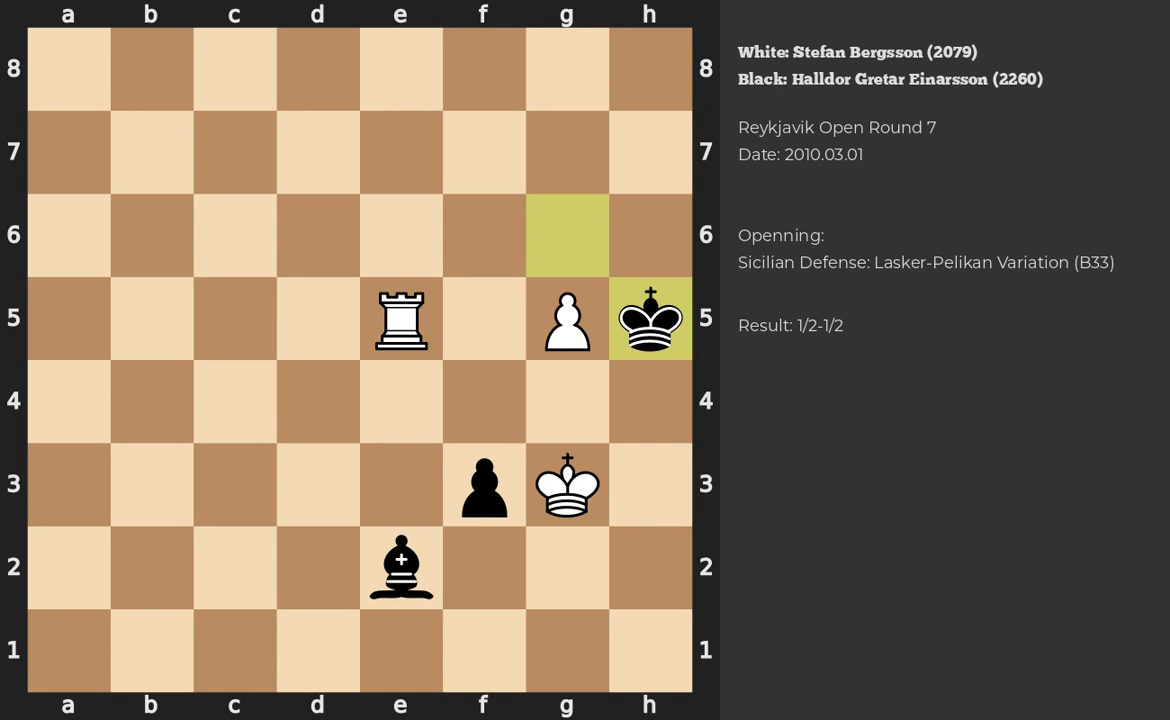 a b c d e f g h
White: Stefan Bergsson (2079)
Black: Halldor Gretar Einarsson (2260)
Reykjavik Open Round 7
Date: 2010.03.01
Openning:
Sicilian Defense: Lasker-Pelikan Variation (B33)
Result: 1/2-1/2
8 8
7 7
6 6
5 5
4 4
3 3
2 2
1 1
a b c d e f g h